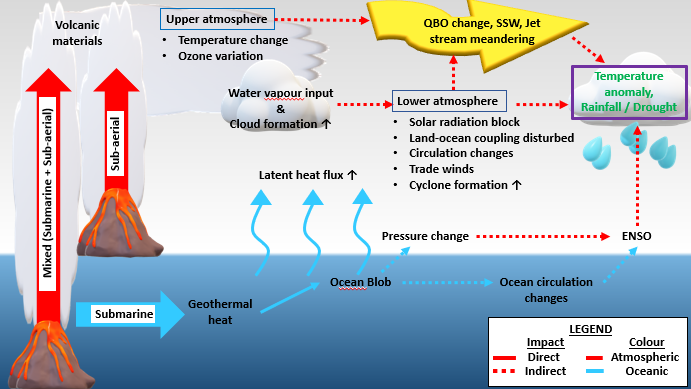 Volcanic
materials
Upper atmosphere
• Temperature change
• Ozone variation
QBO change, SSW, Jet
stream meandering
Temperature
anomaly,
Rainfall / Drought
Water vapour input
&
Cloud formation ↑
Lower atmosphere
• Solar radiation block
• Land-ocean coupling disturbed
• Circulation changes
• Trade winds
• Cyclone formation ↑
Mixed (Submarine + Sub-aerial)
Sub-aerial
Latent heat flux ↑
Pressure change
ENSO
Submarine
Geothermal
heat
Ocean Blob
Ocean circulation
changes
LEGEND
Impact Colour
Direct Atmospheric
Indirect Oceanic